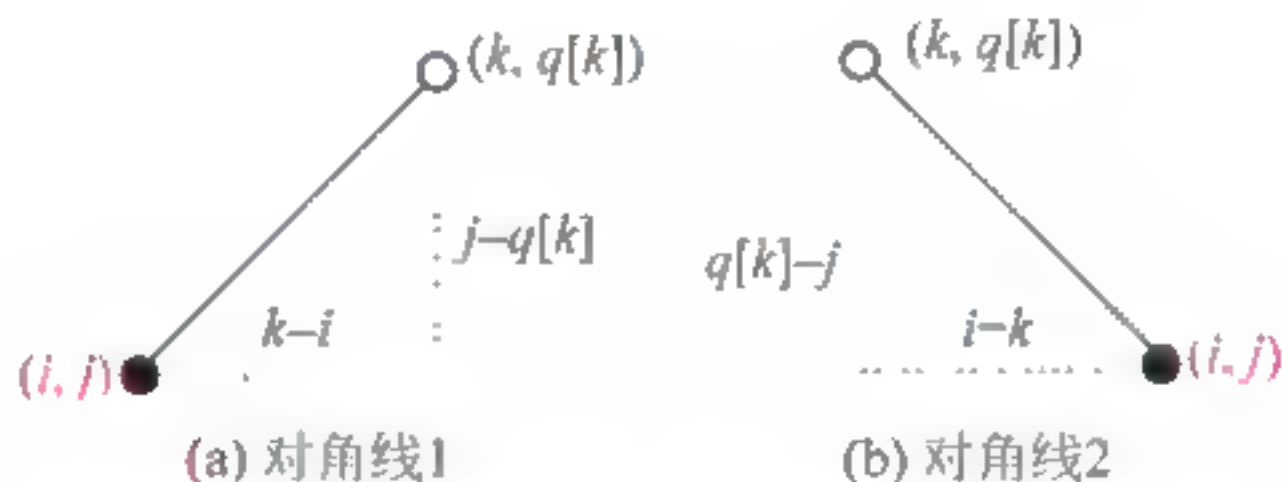 (k, q[k])
(k, q[k])
j–q[k]
q[k]–j
k–i
i–k
(i, j)
(i, j)
(a) 对角线1
(b) 对角线2